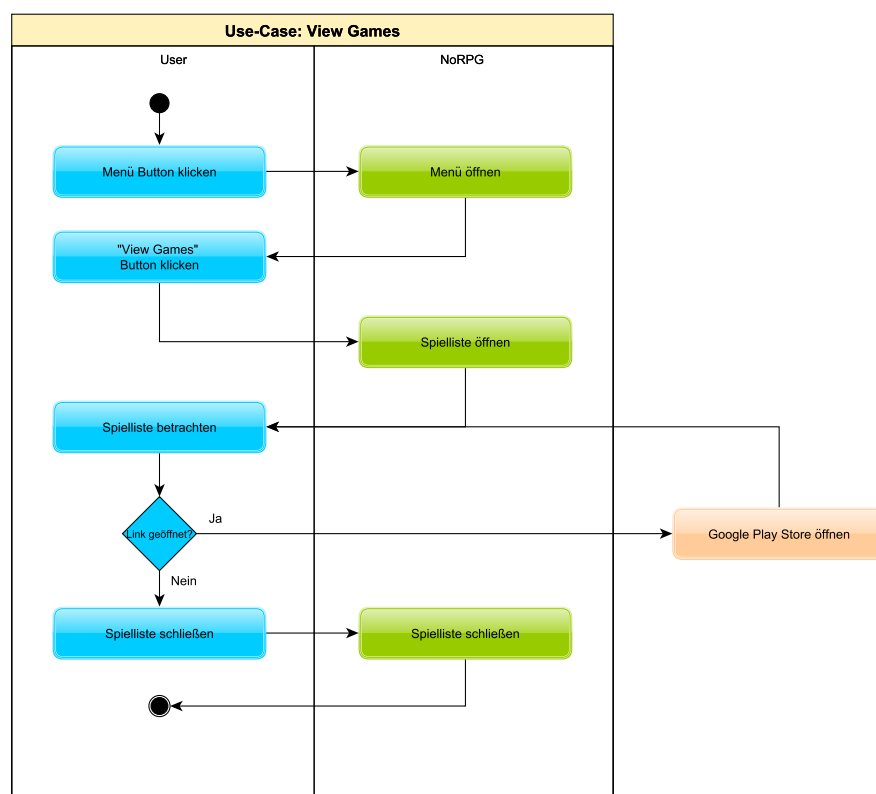 Use-Case: View Games
User
NoRPG
Menü Button klicken
Menü öffnen
"View Games"
Button klicken
Spielliste öffnen
Spielliste betrachten
Ja
Link geöffnet?
Google Play Store öffnen
Nein
Spielliste schließen
Spielliste schließen